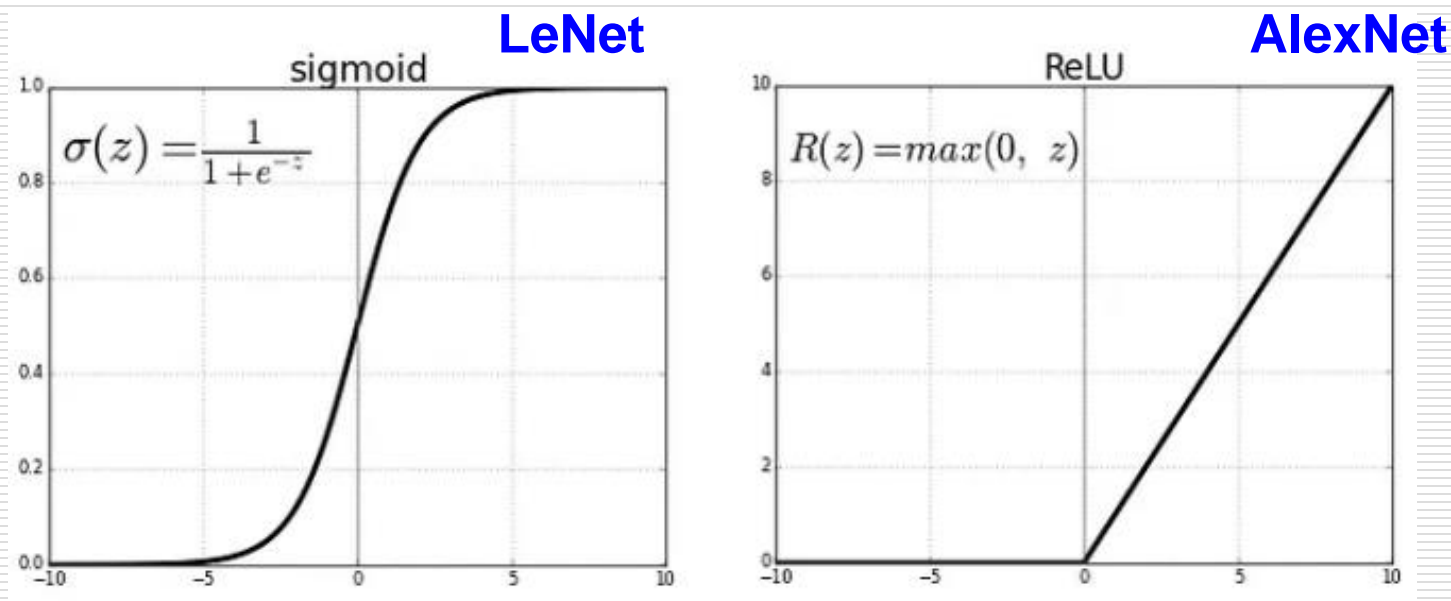 LeNet
sigmoid
σ(z) = 1/(1+e^{-z})
1.0
0.8
0.6
0.4
0.2
0.0
−10 −5 0 5 10
AlexNet
ReLU
R(z)=max(0, z)
10
8
6
4
2
0
−10 −5 0 5 10